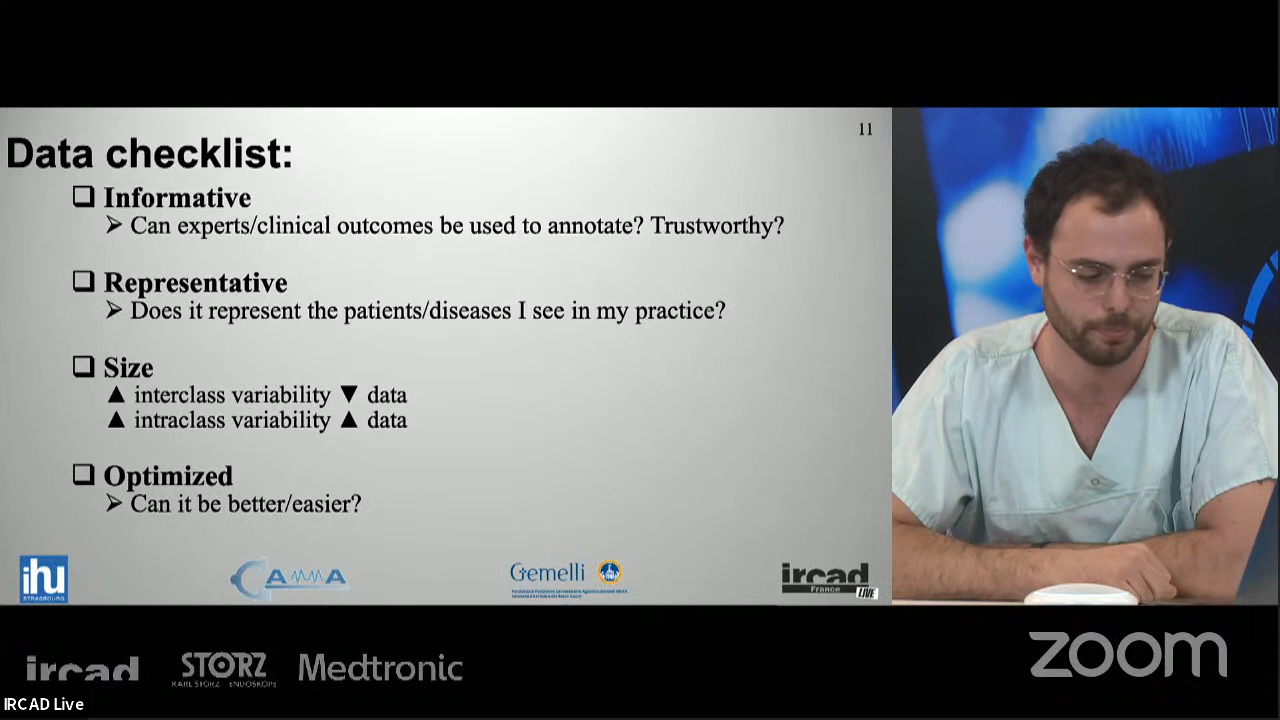 11
Data checklist:
❑ Informative
➢ Can experts/clinical outcomes be used to annotate? Trustworthy?
❑ Representative
➢ Does it represent the patients/diseases I see in my practice?
❑ Size
▲ interclass variability ▼ data
▲ intraclass variability ▲ data
❑ Optimized
➢ Can it be better/easier?
ihu
STRASBOURG
CAMMA
Gemelli
ircad
France
LIVE
ircad
STORZ
KARL STORZ - ENDOSKOPE
Medtronic
zoom
IRCAD Live